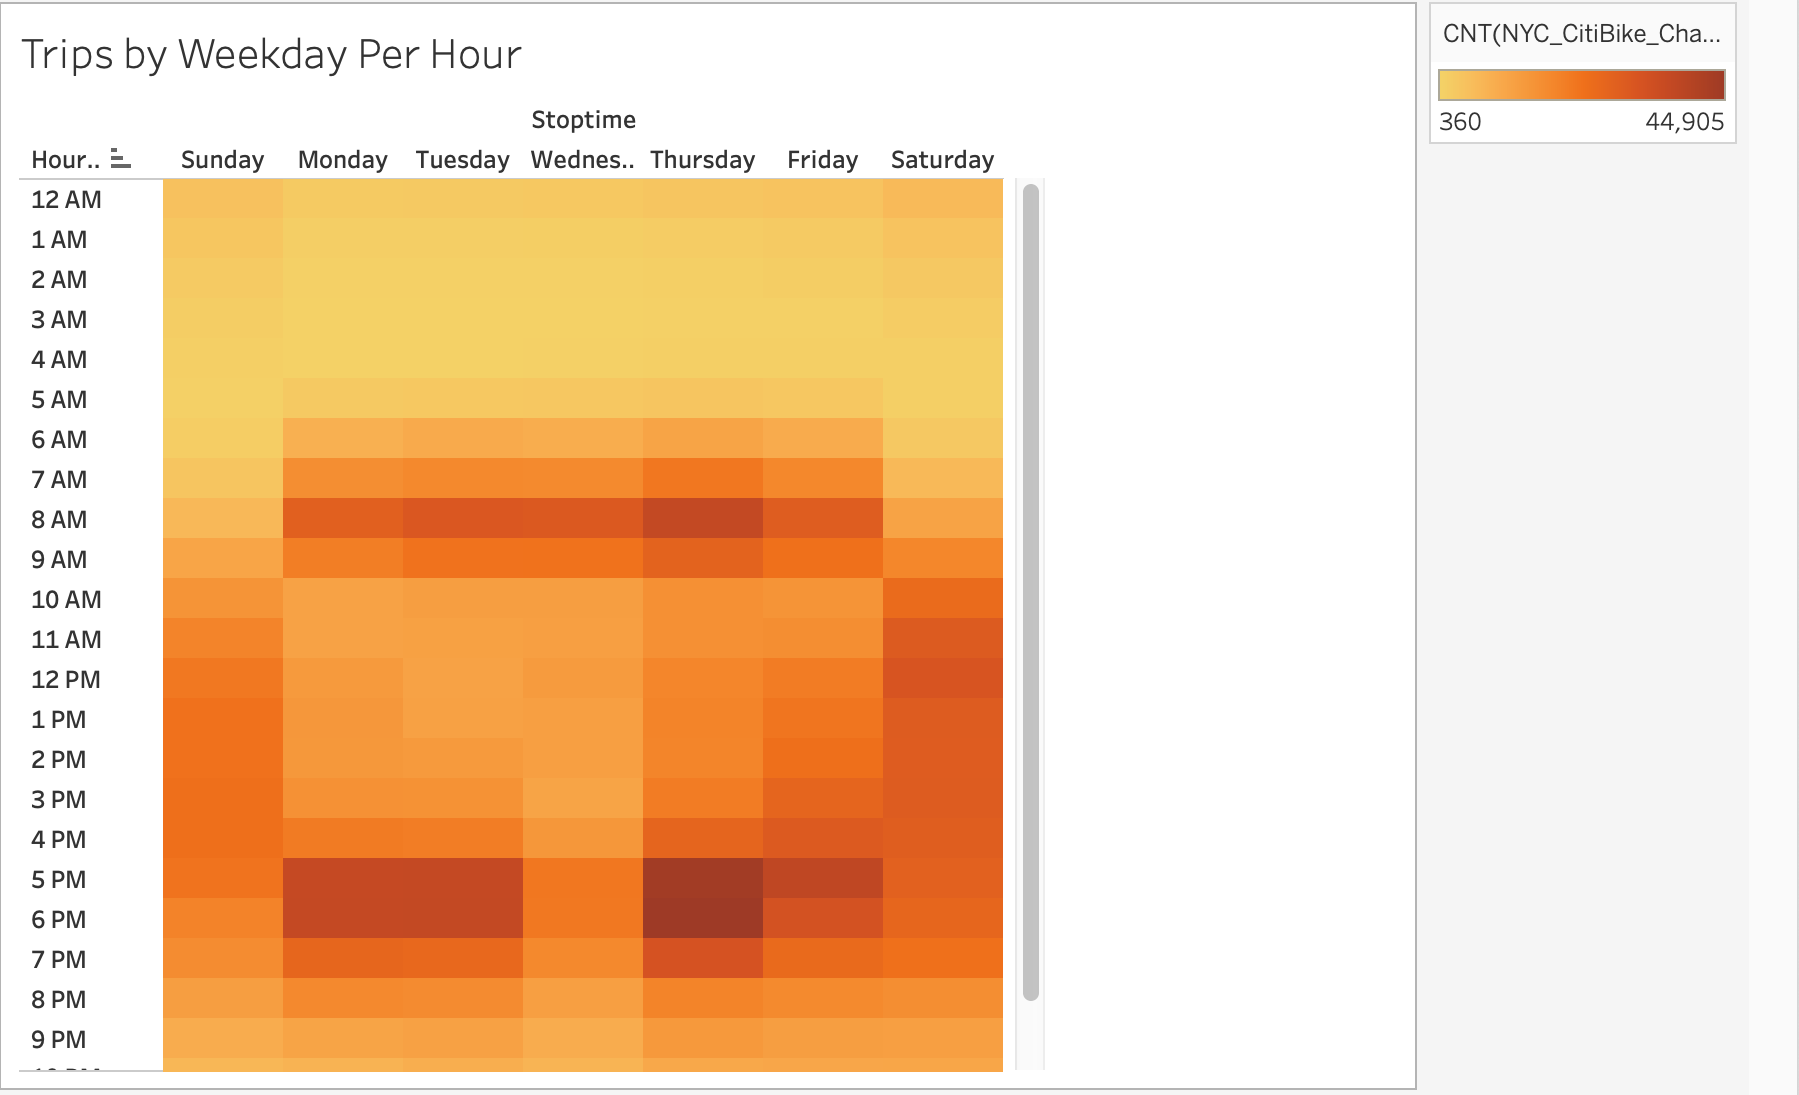 Trips by Weekday Per Hour
CNT(NYC_CitiBike_Cha...
360 44,905
Stoptime
Hour.. Sunday Monday Tuesday Wednes.. Thursday Friday Saturday
12 AM
1 AM
2 AM
3 AM
4 AM
5 AM
6 AM
7 AM
8 AM
9 AM
10 AM
11 AM
12 PM
1 PM
2 PM
3 PM
4 PM
5 PM
6 PM
7 PM
8 PM
9 PM